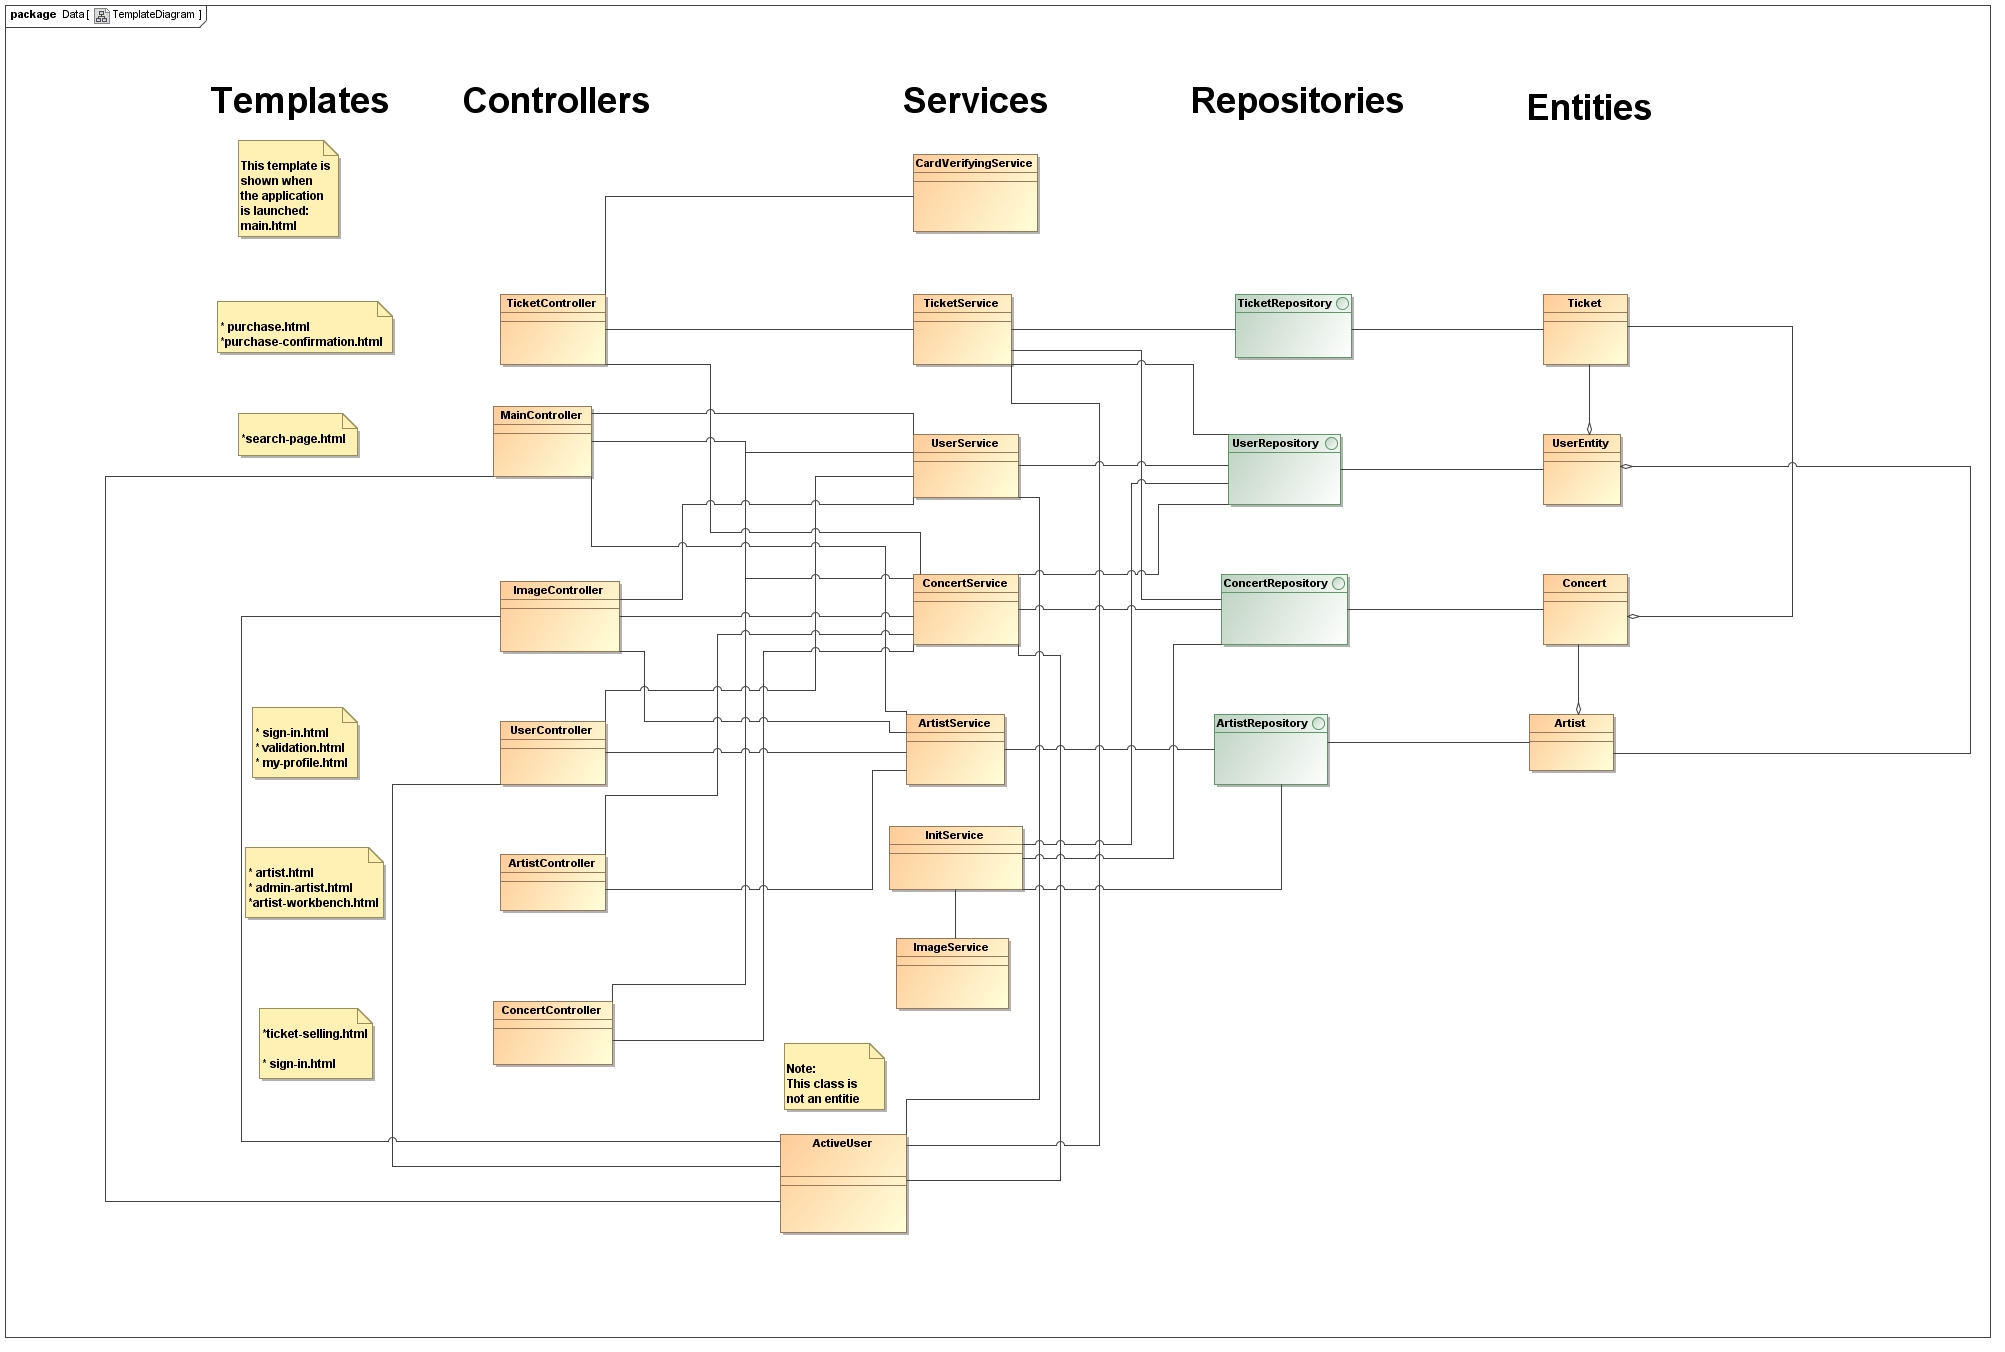 package Data [ TemplateDiagram ]
Templates
Controllers
Services
Repositories
Entities
This template is
shown when
the application
is launched:
main.html
CardVerifyingService
* purchase.html
*purchase-confirmation.html
TicketController
TicketService
TicketRepository
Ticket
*search-page.html
MainController
UserService
UserRepository
UserEntity
ImageController
ConcertService
ConcertRepository
Concert
* sign-in.html
* validation.html
* my-profile.html
UserController
ArtistService
ArtistRepository
Artist
InitService
* artist.html
* admin-artist.html
*artist-workbench.html
ArtistController
ImageService
*ticket-selling.html
* sign-in.html
ConcertController
Note:
This class is
not an entitie
ActiveUser